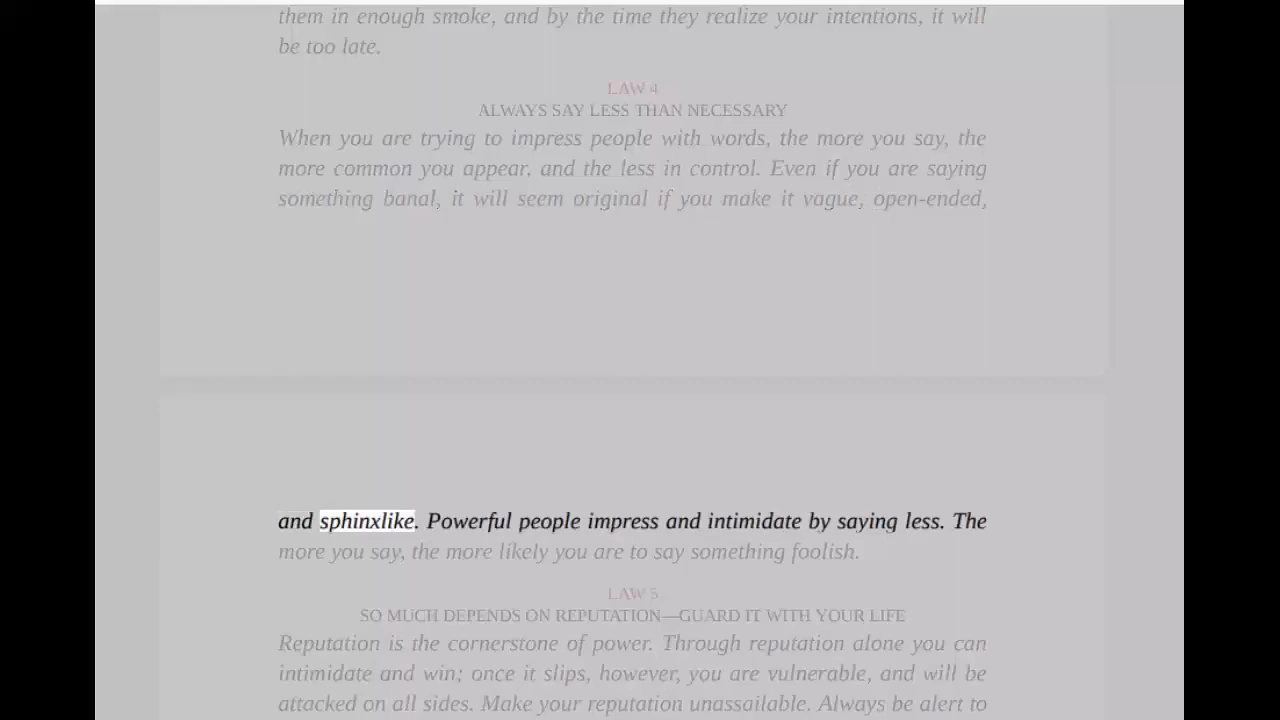 them in enough smoke, and by the time they realize your intentions, it will
be too late.
LAW 4
ALWAYS SAY LESS THAN NECESSARY
When you are trying to impress people with words, the more you say, the
more common you appear, and the less in control. Even if you are saying
something banal, it will seem original if you make it vague, open-ended,
and sphinxlike. Powerful people impress and intimidate by saying less. The
more you say, the more likely you are to say something foolish.
LAW 5
SO MUCH DEPENDS ON REPUTATION—GUARD IT WITH YOUR LIFE
Reputation is the cornerstone of power. Through reputation alone you can
intimidate and win; once it slips, however, you are vulnerable, and will be
attacked on all sides. Make your reputation unassailable. Always be alert to